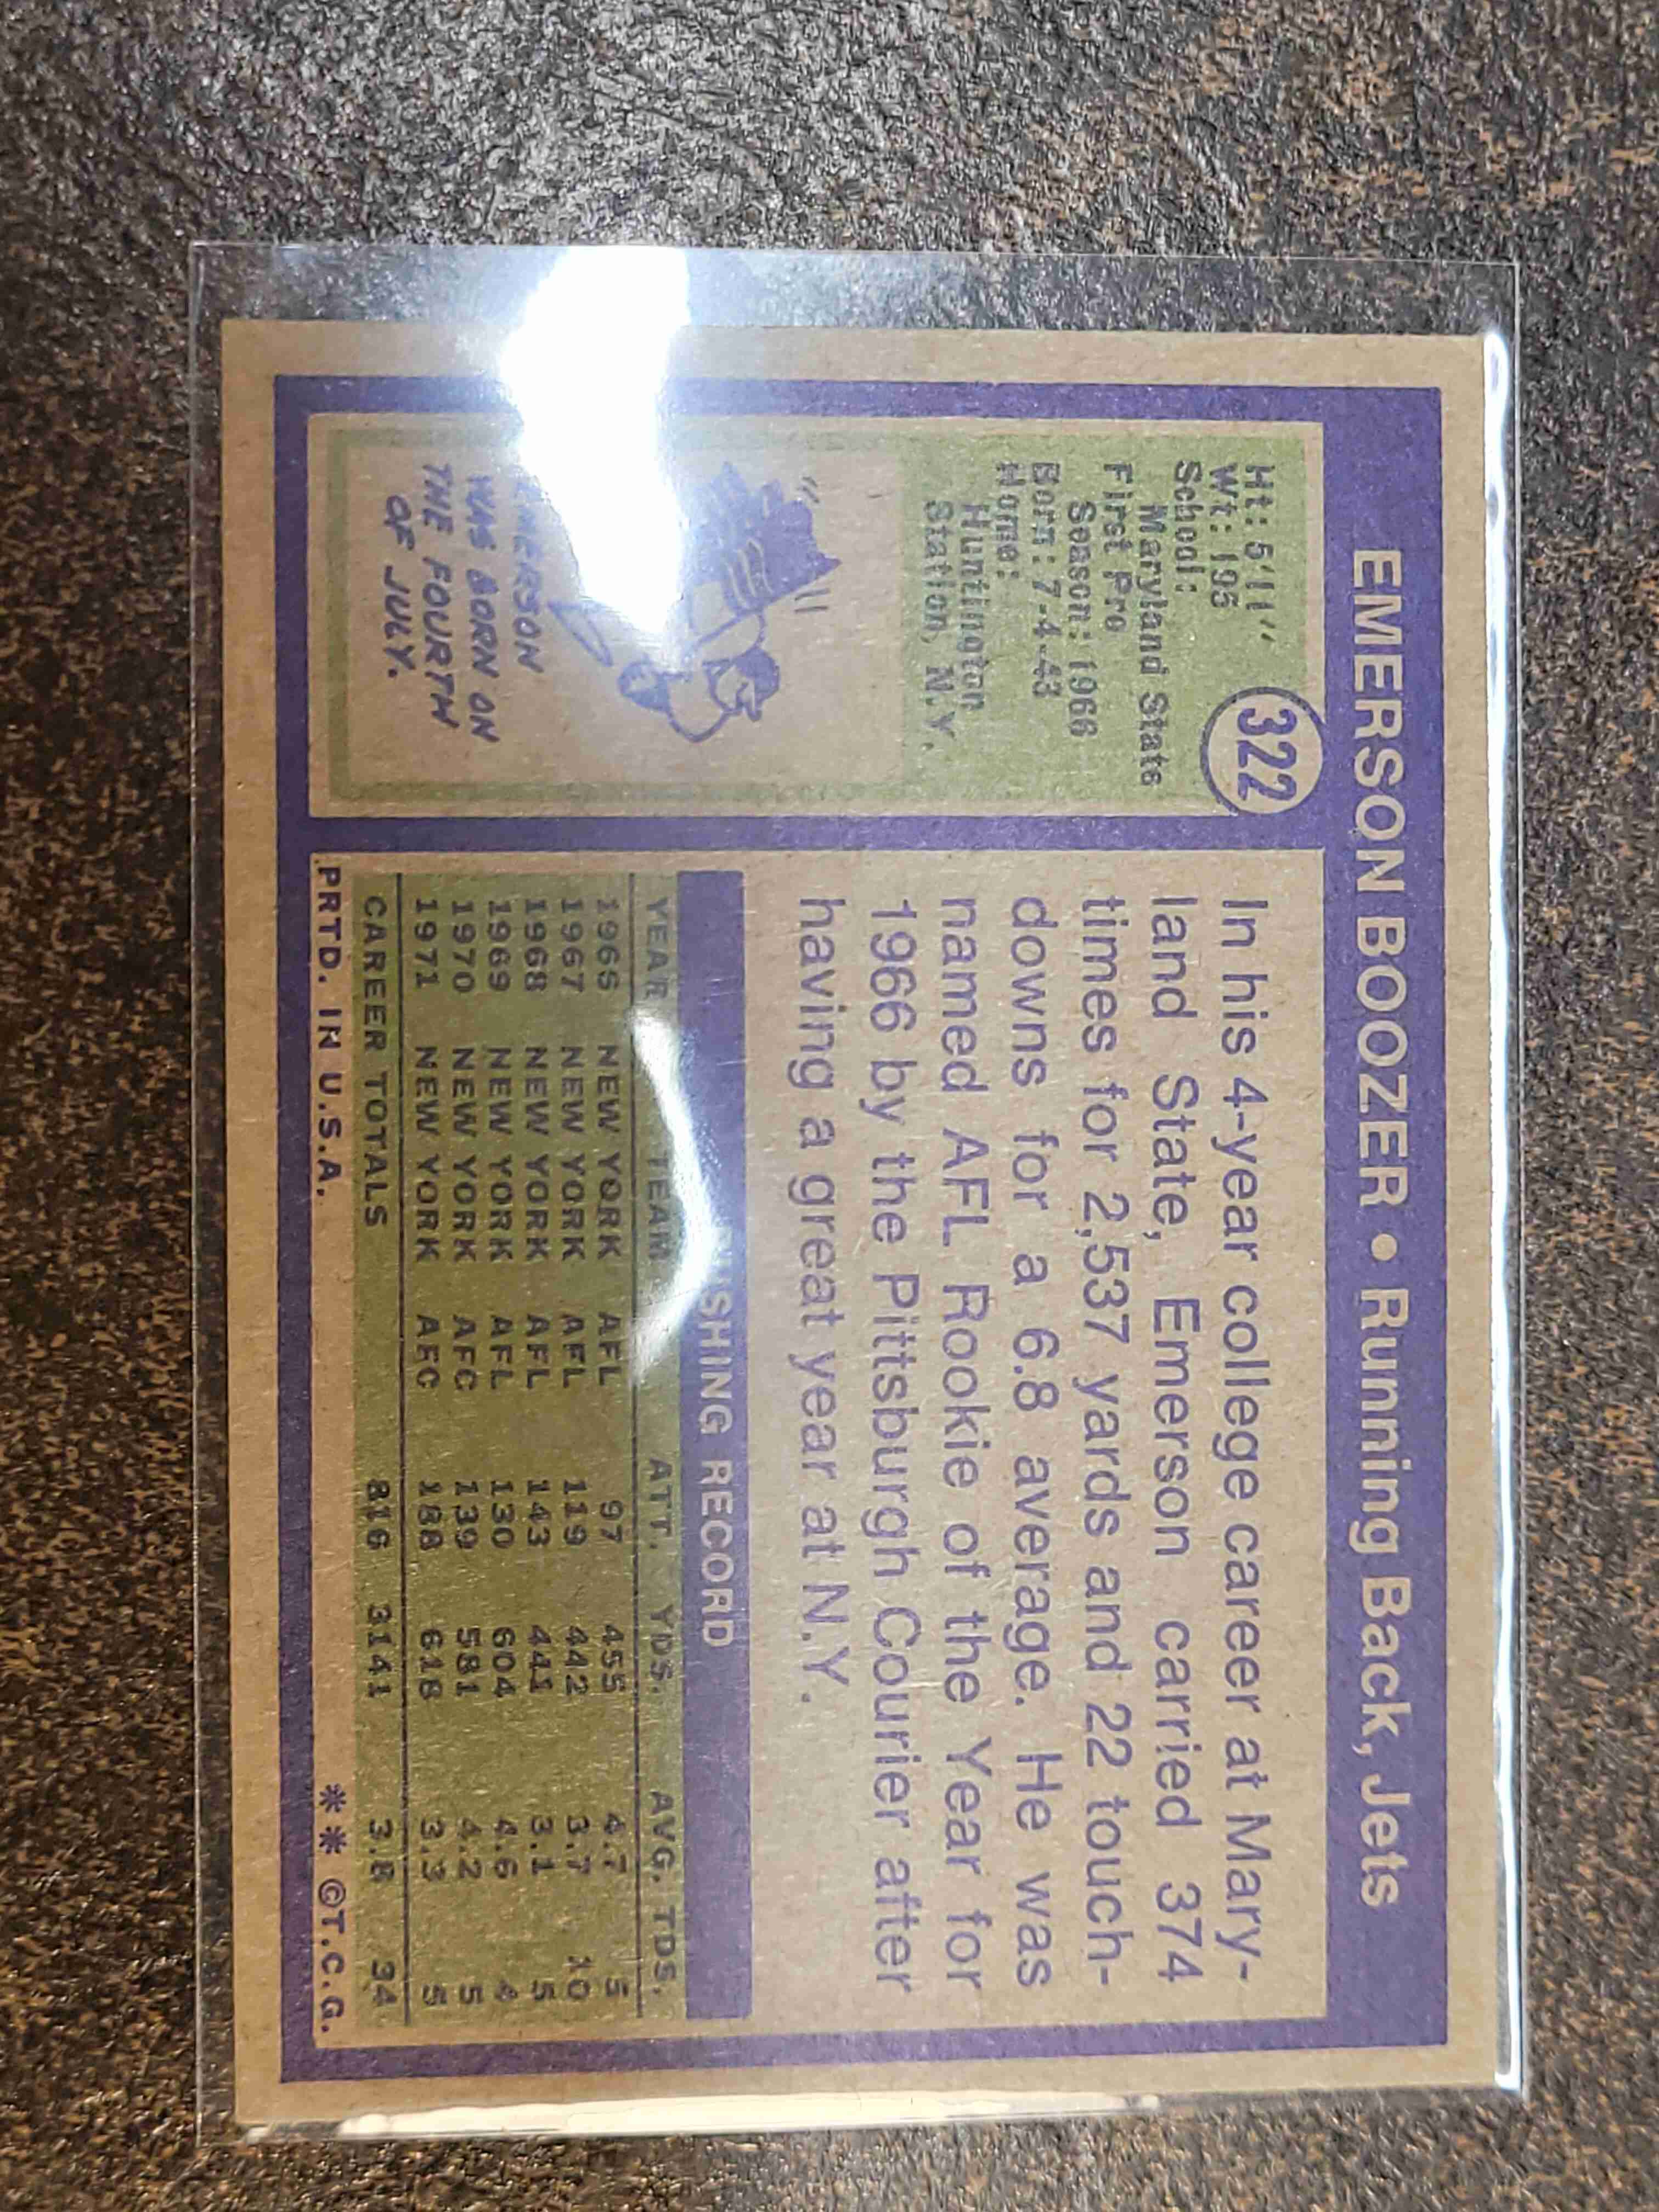 EMERSON BOOZER • Running Back, Jets
322
Ht: 5'11"
Wt: 195
School:
Maryland State
First Pro
Season: 1966
Born: 7-4-43
Home:
Huntington
Station, N.Y.
EMERSON
WAS BORN ON
THE FOURTH
OF JULY.
In his 4-year college career at Mary-
land State, Emerson carried 374
times for 2,537 yards and 22 touch-
downs for a 6.8 average. He was
named AFL Rookie of the Year for
1966 by the Pittsburgh Courier after
having a great year at N.Y.
RUSHING RECORD
YEAR TEAM ATT. YDS. AVG. TDS.
1966 NEW YORK AFL 97 455 4.7 5
1967 NEW YORK AFL 119 442 3.7 10
1968 NEW YORK AFL 143 441 3.1 5
1969 NEW YORK AFL 130 604 4.6 4
1970 NEW YORK AFC 139 581 4.2 5
1971 NEW YORK AFC 188 618 3.3 5
CAREER TOTALS 816 3141 3.8 34
PRTD. IN U.S.A. ** ©T.C.G.